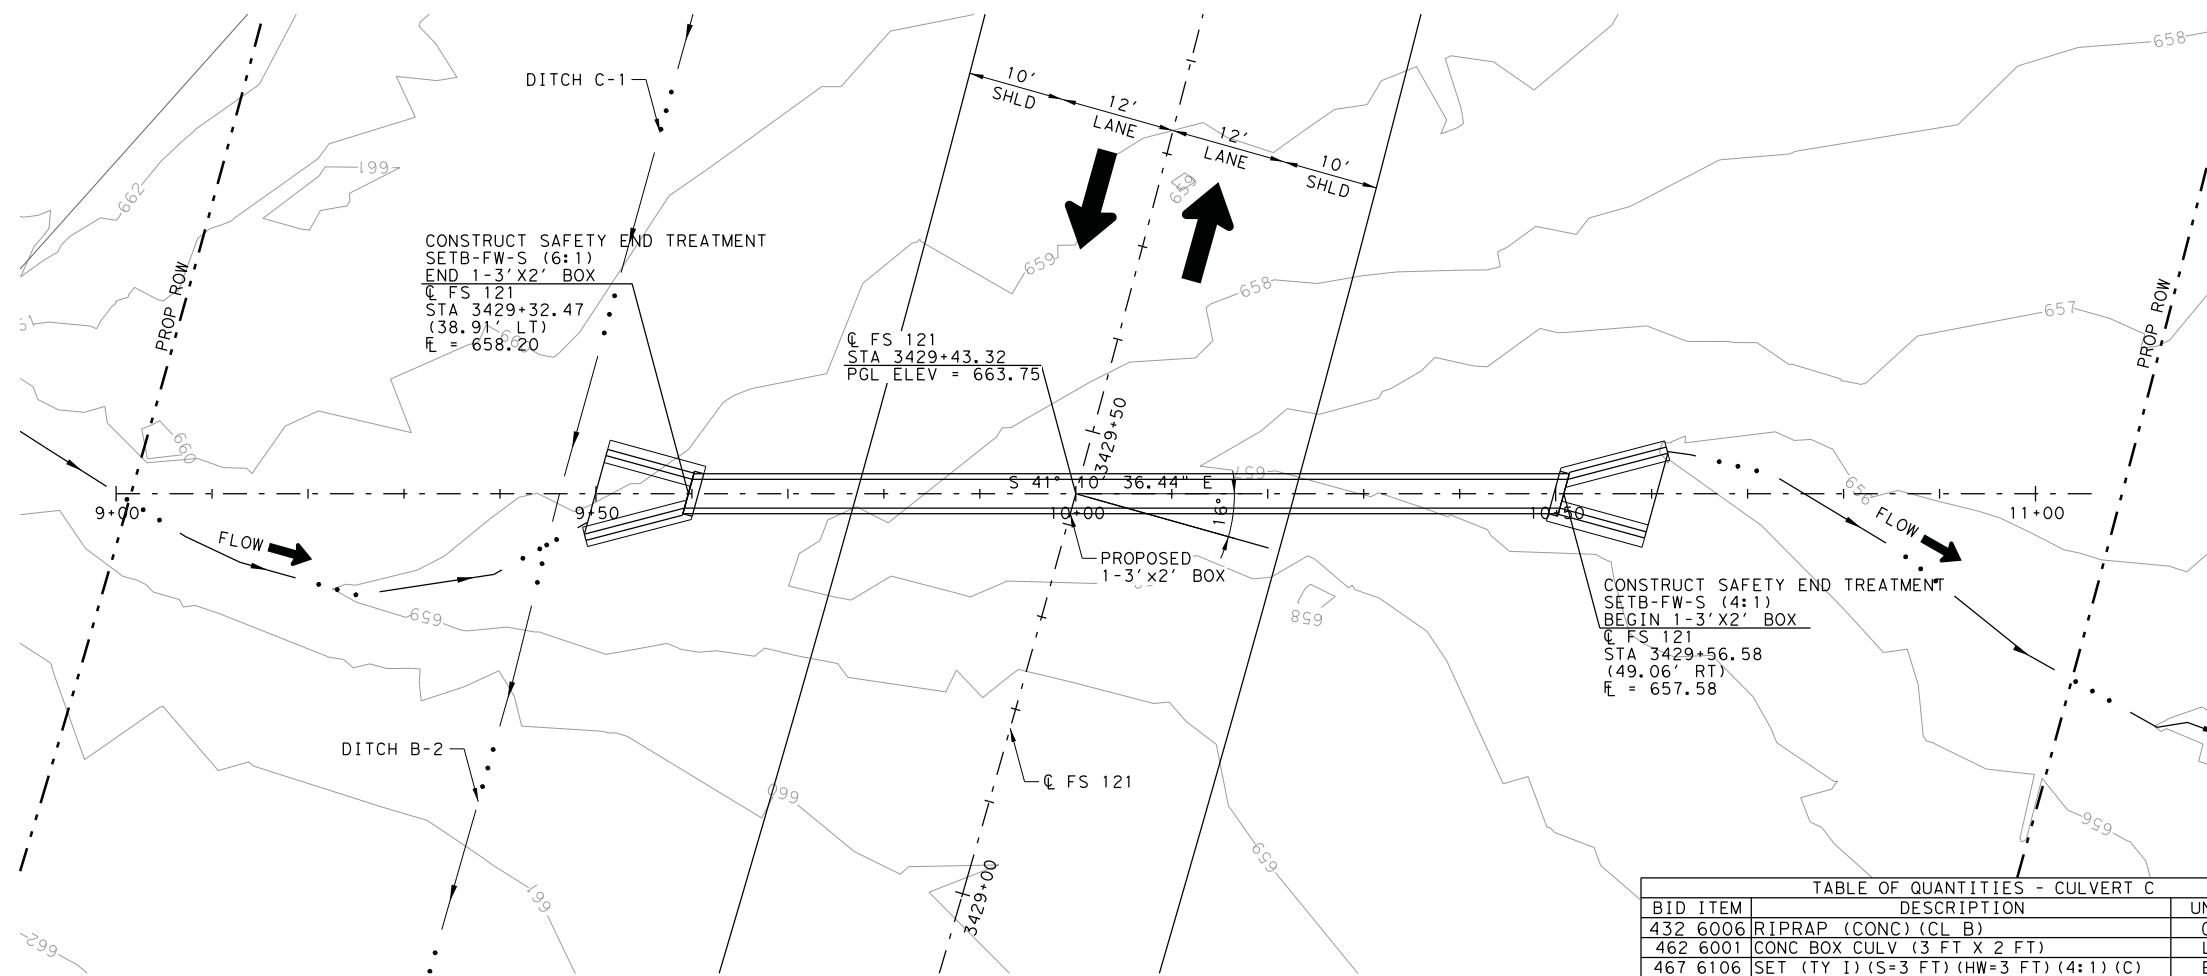 658
DITCH C-1
10'
SHLD
12'
LANE
12'
LANE
10'
SHLD
661
662
659
CONSTRUCT SAFETY END TREATMENT
SETB-FW-S (6:1)
END 1-3'X2' BOX
℄ FS 121
STA 3429+32.47
(38.91' LT)
FL = 658.20
PROP ROW
659
658
657
PROP ROW
℄ FS 121
STA 3429+43.32
PGL ELEV = 663.75
3429+50
660
657
656
S 41° 10' 36.44" E
16°
9+00
9+50
10+00
10+50
11+00
FLOW
FLOW
PROPOSED
1-3'x2' BOX
659
658
CONSTRUCT SAFETY END TREATMENT
SETB-FW-S (4:1)
BEGIN 1-3'X2' BOX
℄ FS 121
STA 3429+56.58
(49.06' RT)
FL = 657.58
DITCH B-2
℄ FS 121
660
656
659
3429+00
661
662
TABLE OF QUANTITIES - CULVERT C
BID ITEM DESCRIPTION
432 6006 RIPRAP (CONC)(CL B)
462 6001 CONC BOX CULV (3 FT X 2 FT)
467 6106 SET (TY I)(S=3 FT)(HW=3 FT)(4:1)(C)